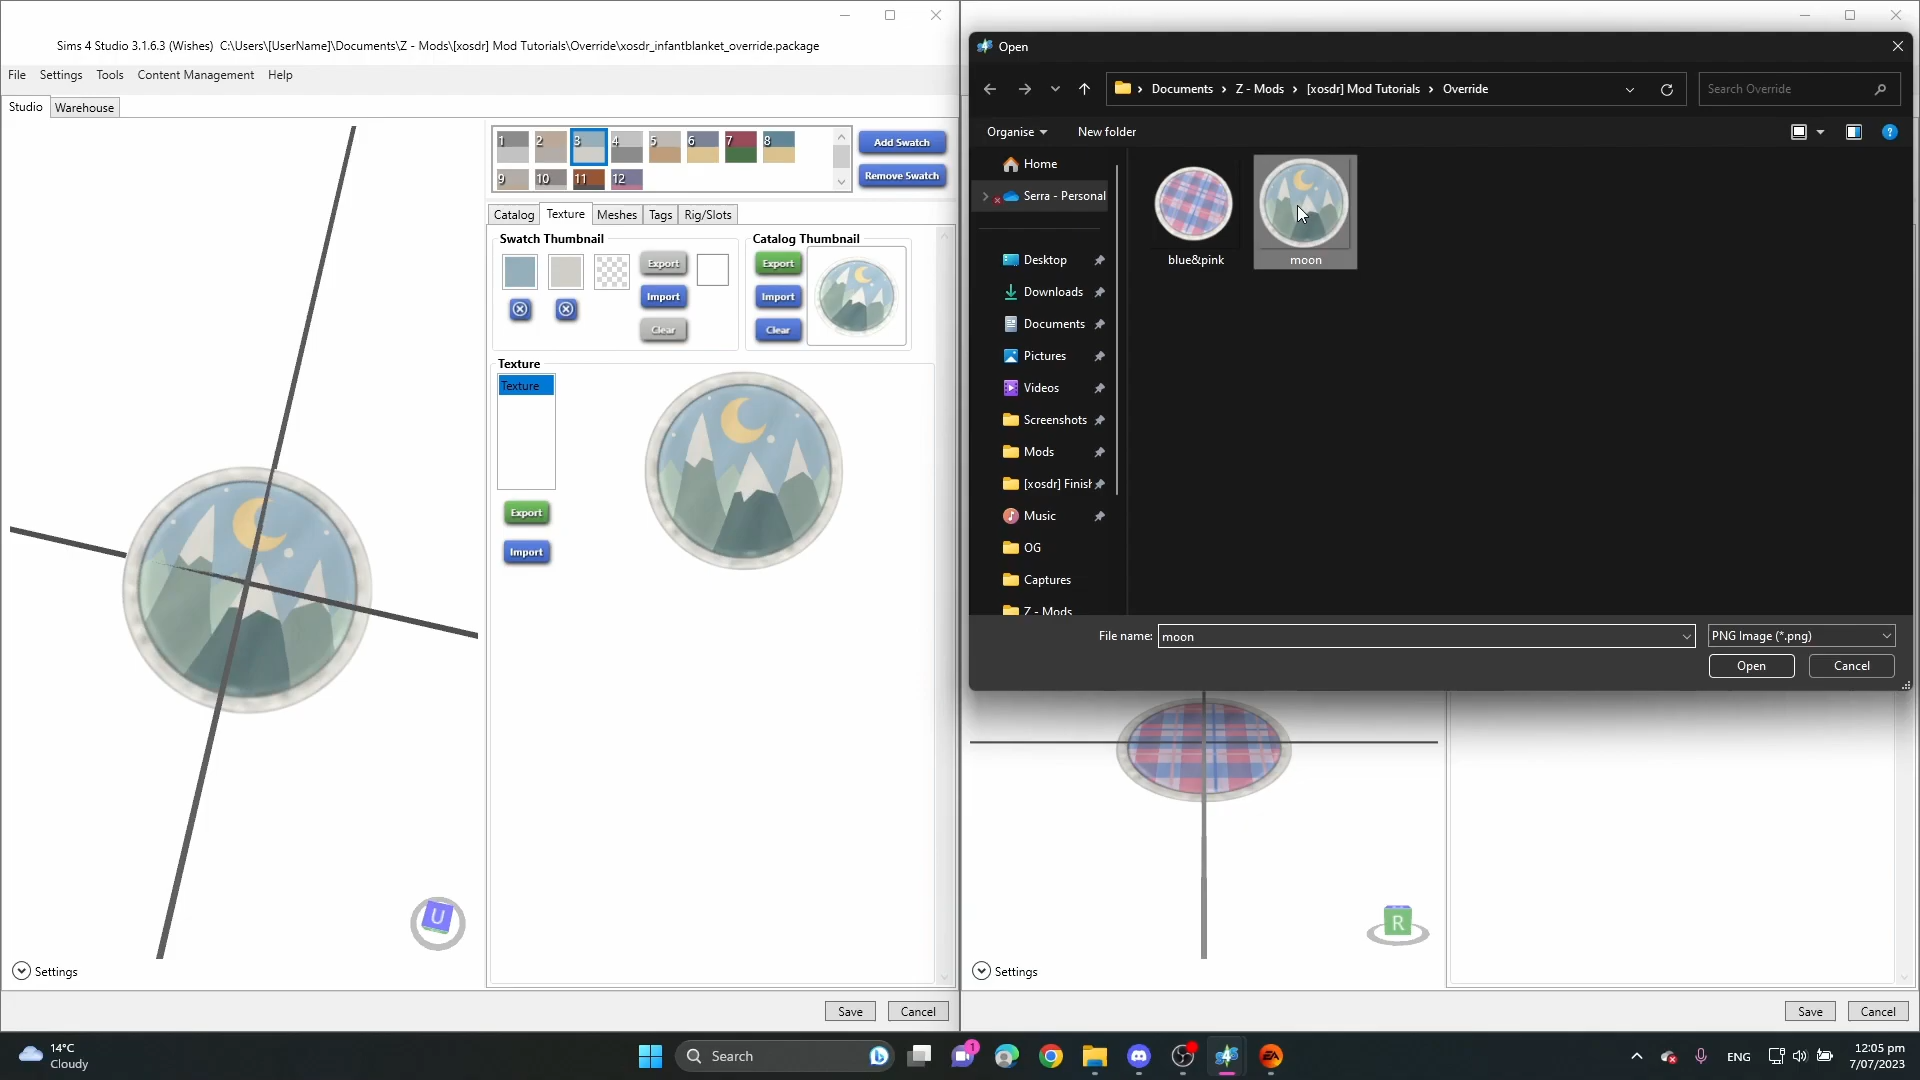 Sims 4 Studio 3.1.6.3 (Wishes) C:\Users\[UserName]\Documents\Z - Mods\[xosdr] Mod Tutorials\Override\xosdr_infantblanket_override.package
File Settings Tools Content Management Help
Studio Warehouse
1 2 3 4 5 6 7 8
9 10 11 12
Add Swatch
Remove Swatch
Catalog Texture Meshes Tags Rig/Slots
Swatch Thumbnail
Export
Import
Clear
Catalog Thumbnail
Export
Import
Clear
Texture
Texture
Export
Import
U
Settings
Save Cancel
Open
Documents Z - Mods [xosdr] Mod Tutorials Override
Search Override
Organise New folder
Home
Serra - Personal
Desktop
Downloads
Documents
Pictures
Videos
Screenshots
Mods
[xosdr] Finish
Music
OG
Captures
Z - Mods
blue&pink
moon
File name: moon
PNG Image (*.png)
Open Cancel
R
Settings
Save Cancel
14°C
Cloudy
Search
1
4
EA
ENG
12:05 pm
7/07/2023